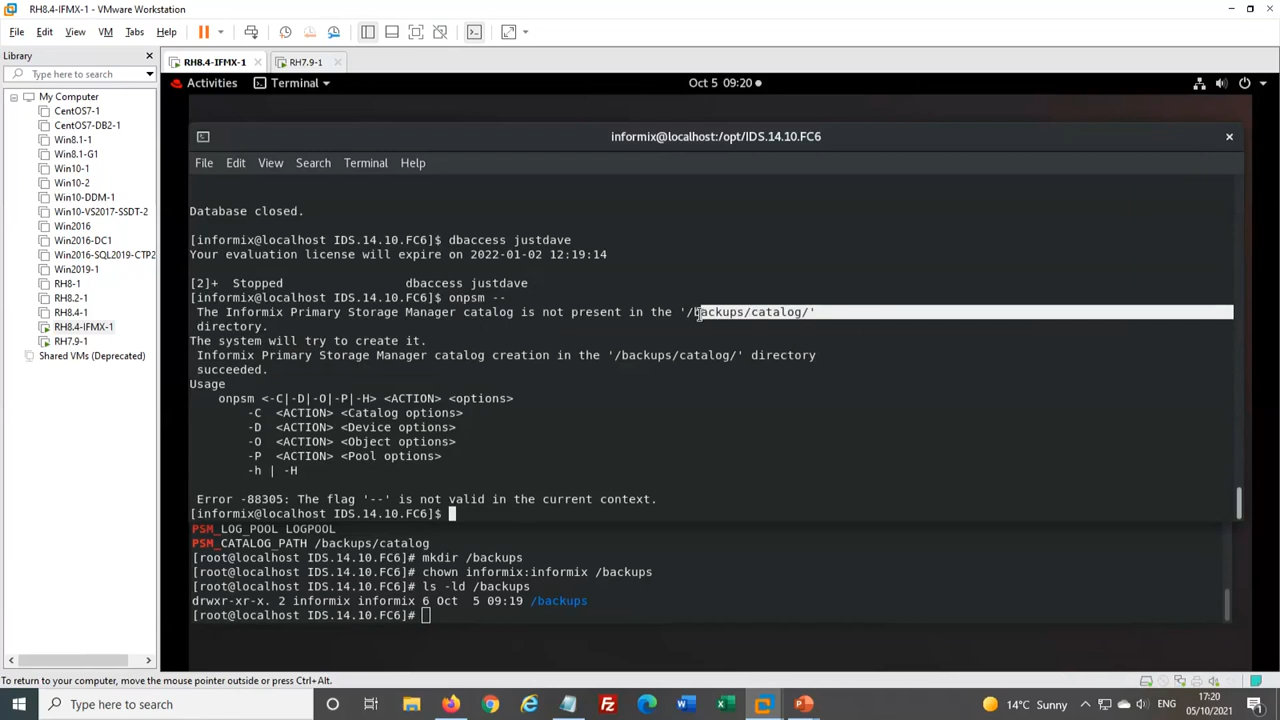 RH8.4-IFMX-1 - VMware Workstation
File Edit View VM Tabs Help
Library
Type here to search
My Computer
CentOS7-1
CentOS7-DB2-1
Win8.1-1
Win8.1-G1
Win10-1
Win10-2
Win10-DDM-1
Win10-VS2017-SSDT-2
Win2016
Win2016-DC1
Win2016-SQL2019-CTP2
Win2019-1
RH8-1
RH8.2-1
RH8.4-1
RH8.4-IFMX-1
RH7.9-1
Shared VMs (Deprecated)
RH8.4-IFMX-1
RH7.9-1
Activities Terminal Oct 5 09:20
informix@localhost:/opt/IDS.14.10.FC6
File Edit View Search Terminal Help
Database closed.
[informix@localhost IDS.14.10.FC6]$ dbaccess justdave
Your evaluation license will expire on 2022-01-02 12:19:14
[2]+ Stopped dbaccess justdave
[informix@localhost IDS.14.10.FC6]$ onpsm --
The Informix Primary Storage Manager catalog is not present in the '/backups/catalog/'
directory.
The system will try to create it.
Informix Primary Storage Manager catalog creation in the '/backups/catalog/' directory
succeeded.
Usage
onpsm <-C|-D|-O|-P|-H> <ACTION> <options>
-C <ACTION> <Catalog options>
-D <ACTION> <Device options>
-O <ACTION> <Object options>
-P <ACTION> <Pool options>
-h | -H
Error -88305: The flag '--' is not valid in the current context.
[informix@localhost IDS.14.10.FC6]$
PSM_LOG_POOL LOGPOOL
PSM_CATALOG_PATH /backups/catalog
[root@localhost IDS.14.10.FC6]# mkdir /backups
[root@localhost IDS.14.10.FC6]# chown informix:informix /backups
[root@localhost IDS.14.10.FC6]# ls -ld /backups
drwxr-xr-x. 2 informix informix 6 Oct 5 09:19 /backups
[root@localhost IDS.14.10.FC6]#
To return to your computer, move the mouse pointer outside or press Ctrl+Alt.
Type here to search
14°C Sunny
ENG
17:20
05/10/2021